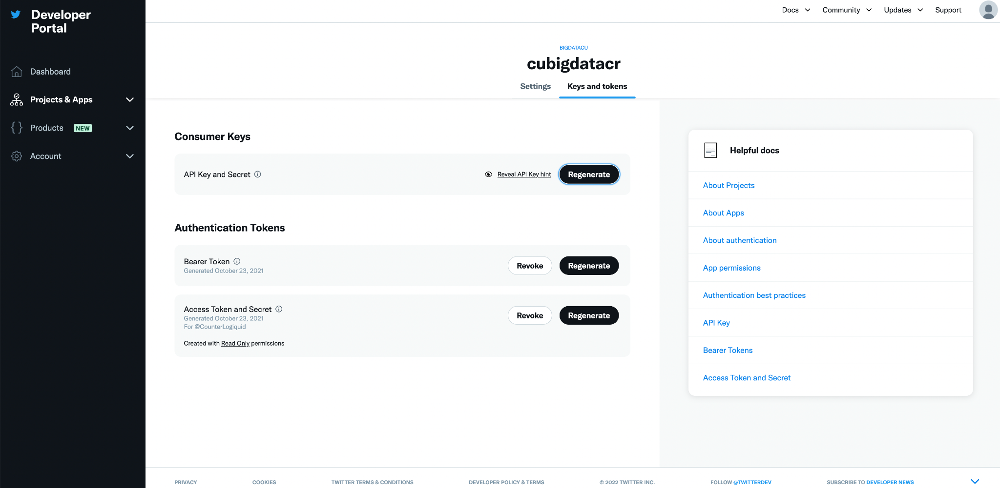 Developer
Portal
Dashboard
Projects & Apps
Products NEW
Account
Docs Community Updates Support
BIGDATACU
cubigdatacr
Settings Keys and tokens
Consumer Keys
API Key and Secret Reveal API Key hint Regenerate
Authentication Tokens
Bearer Token
Generated October 23, 2021
Revoke Regenerate
Access Token and Secret
Generated October 23, 2021
For @CounterLogiquid
Revoke Regenerate
Created with Read Only permissions
Helpful docs
About Projects
About Apps
About authentication
App permissions
Authentication best practices
API Key
Bearer Tokens
Access Token and Secret
PRIVACY COOKIES TWITTER TERMS & CONDITIONS DEVELOPER POLICY & TERMS © 2022 TWITTER INC. FOLLOW @TWITTERDEV SUBSCRIBE TO DEVELOPER NEWS